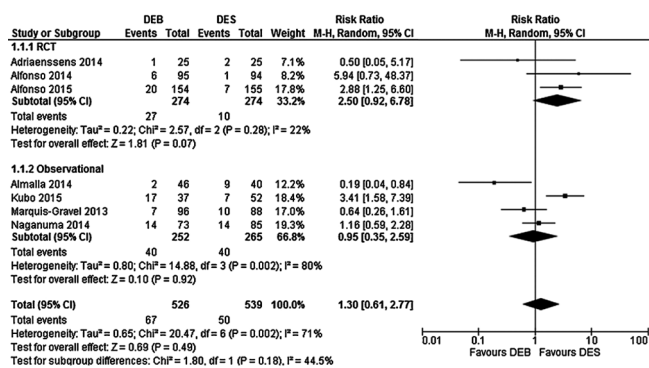 DEB DES Risk Ratio Risk Ratio
Study or Subgroup Events Total Events Total Weight M-H, Random, 95% CI M-H, Random, 95% CI
1.1.1 RCT
Adriaenssens 2014 1 25 2 25 7.1% 0.50 [0.05, 5.17]
Alfonso 2014 6 95 1 94 8.2% 5.94 [0.73, 48.37]
Alfonso 2015 20 154 7 155 17.8% 2.88 [1.25, 6.60]
Subtotal (95% CI) 274 274 33.2% 2.50 [0.92, 6.78]
Total events 27 10
Heterogeneity: Tau² = 0.22; Chi² = 2.57, df = 2 (P = 0.28); I² = 22%
Test for overall effect: Z = 1.81 (P = 0.07)
1.1.2 Observational
Almalla 2014 2 46 9 40 12.2% 0.19 [0.04, 0.84]
Kubo 2015 17 37 7 52 18.4% 3.41 [1.58, 7.39]
Marquis-Gravel 2013 7 96 10 88 17.0% 0.64 [0.26, 1.61]
Naganuma 2014 14 73 14 85 19.3% 1.16 [0.59, 2.28]
Subtotal (95% CI) 252 265 66.8% 0.95 [0.35, 2.59]
Total events 40 40
Heterogeneity: Tau² = 0.80; Chi² = 14.88, df = 3 (P = 0.002); I² = 80%
Test for overall effect: Z = 0.10 (P = 0.92)
Total (95% CI) 526 539 100.0% 1.30 [0.61, 2.77]
Total events 67 50
Heterogeneity: Tau² = 0.65; Chi² = 20.47, df = 6 (P = 0.002); I² = 71%
Test for overall effect: Z = 0.69 (P = 0.49)
Test for subgroup differences: Chi² = 1.80, df = 1 (P = 0.18), I² = 44.5%
0.01 0.1 1 10 100
Favours DEB Favours DES